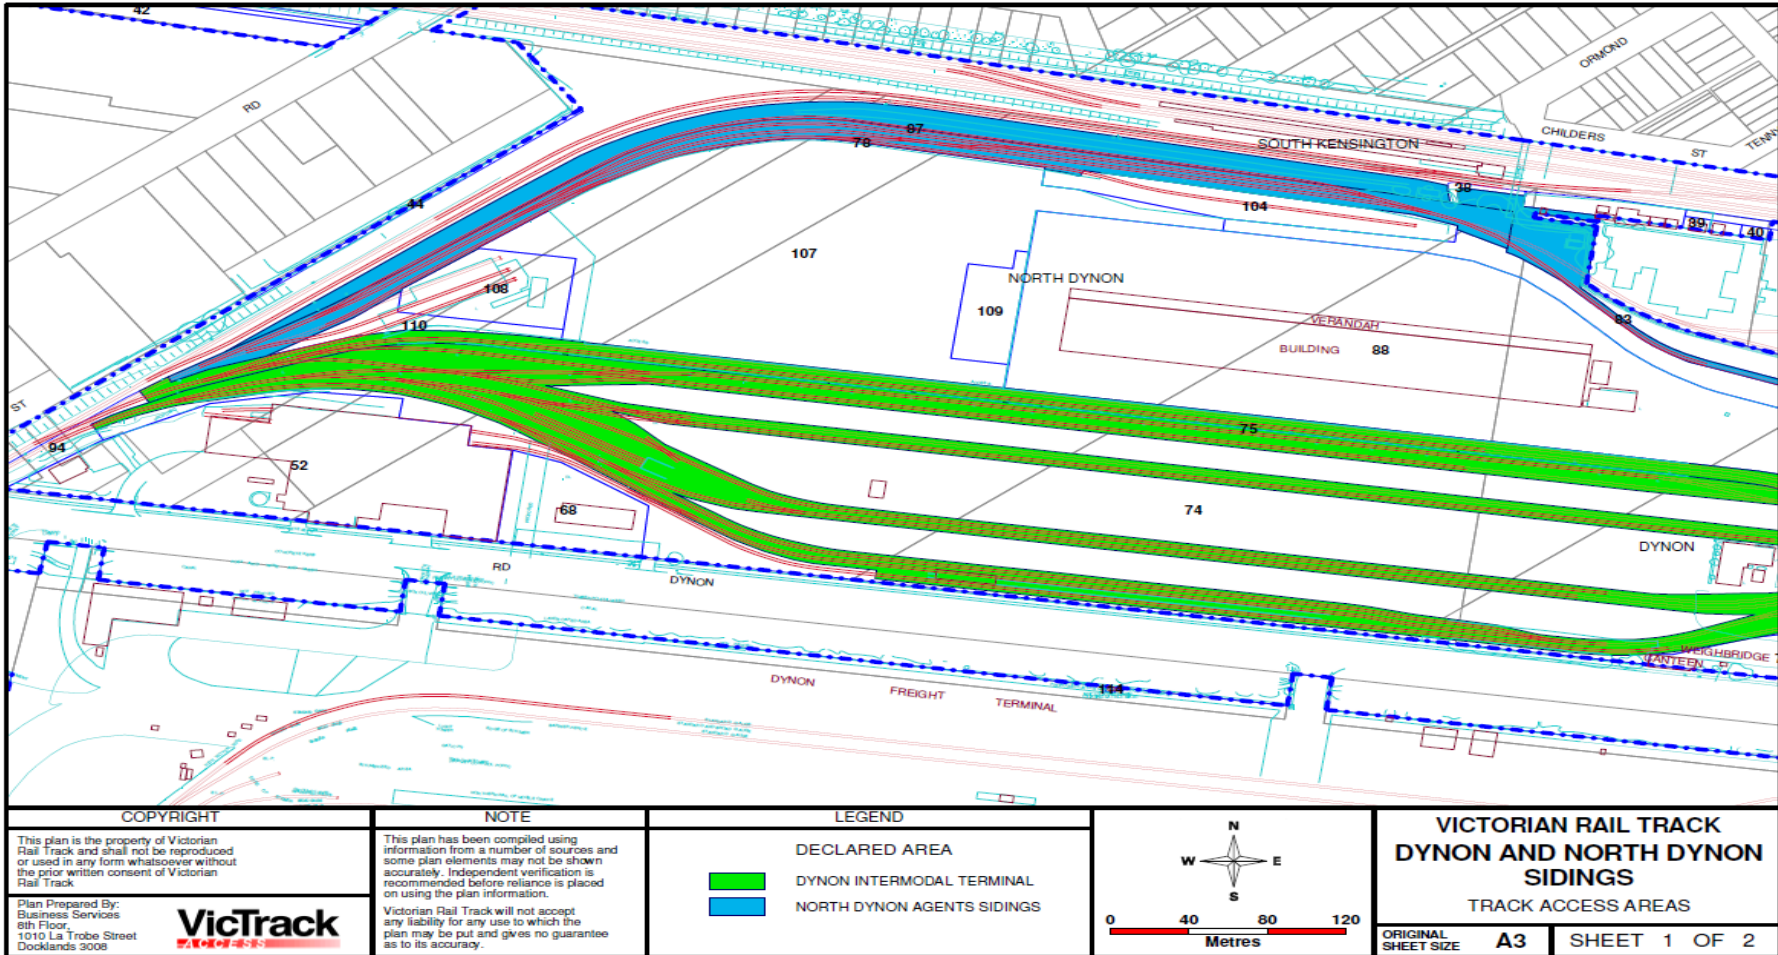 42
RD
ORMOND
CHILDERS
ST
97
SOUTH KENSINGTON
76
38
44
104
39
40
107
NORTH DYNON
108
109
110
83
VERANDAH
BUILDING 88
ST
75
94
52
74
68
DYNON
RD
DYNON
WEIGHBRIDGE
CANTEEN
DYNON FREIGHT TERMINAL
114
COPYRIGHT
This plan is the property of Victorian
Rail Track and shall not be reproduced
or used in any form whatsoever without
the prior written consent of Victorian
Rail Track
Plan Prepared By:
Business Services
8th Floor,
1010 La Trobe Street
Docklands 3008
VicTrack
ACCESS
NOTE
This plan has been compiled using
information from a number of sources and
some plan elements may not be shown
accurately. Independent verification is
recommended before reliance is placed
on using the plan information.
Victorian Rail Track will not accept
any liability for any use to which the
plan may be put and gives no guarantee
as to its accuracy.
LEGEND
DECLARED AREA
DYNON INTERMODAL TERMINAL
NORTH DYNON AGENTS SIDINGS
N
W E
S
0 40 80 120
Metres
VICTORIAN RAIL TRACK
DYNON AND NORTH DYNON
SIDINGS
TRACK ACCESS AREAS
ORIGINAL
SHEET SIZE
A3
SHEET 1 OF 2